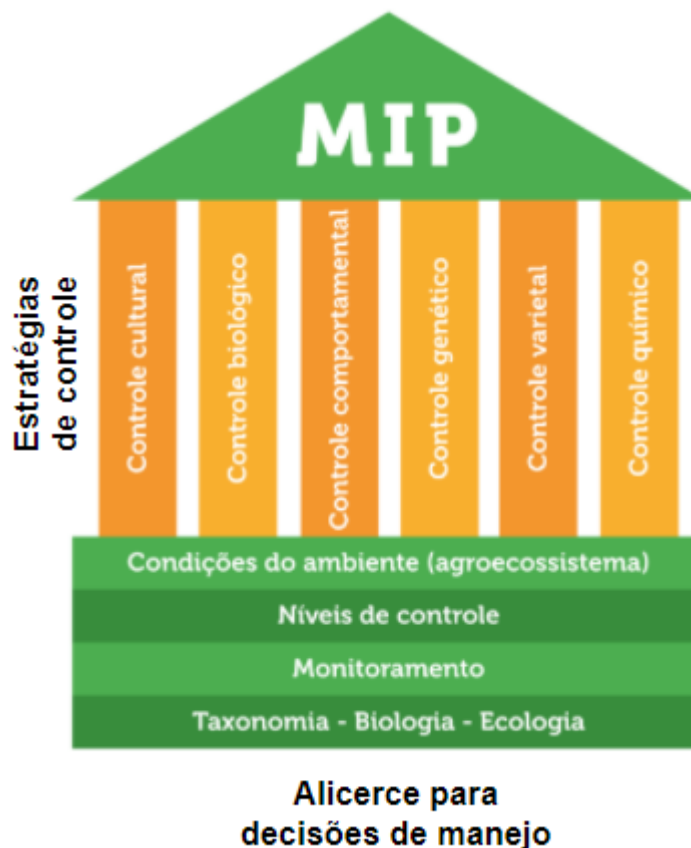 MIP
Estratégias
de controle
Controle cultural
Controle biológico
Controle comportamental
Controle genético
Controle varietal
Controle químico
Condições do ambiente (agroecossistema)
Níveis de controle
Monitoramento
Taxonomia - Biologia - Ecologia
Alicerce para
decisões de manejo